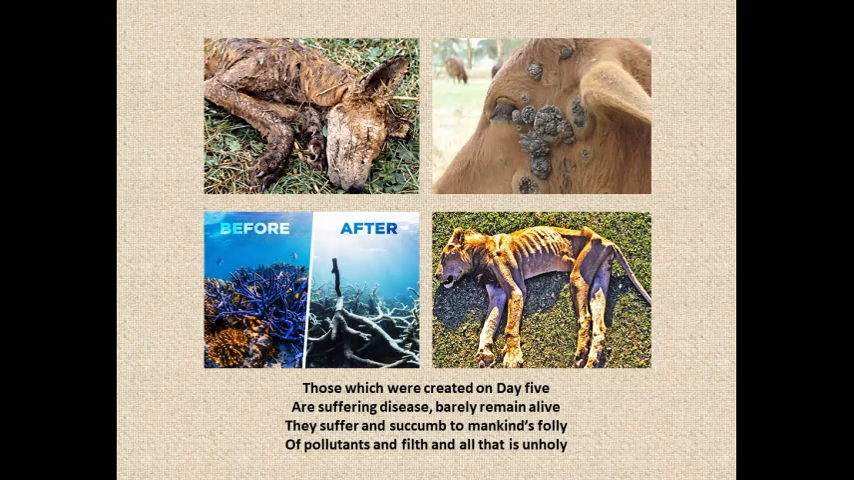 BEFORE
AFTER
Those which were created on Day five
Are suffering disease, barely remain alive
They suffer and succumb to mankind's folly
Of pollutants and filth and all that is unholy